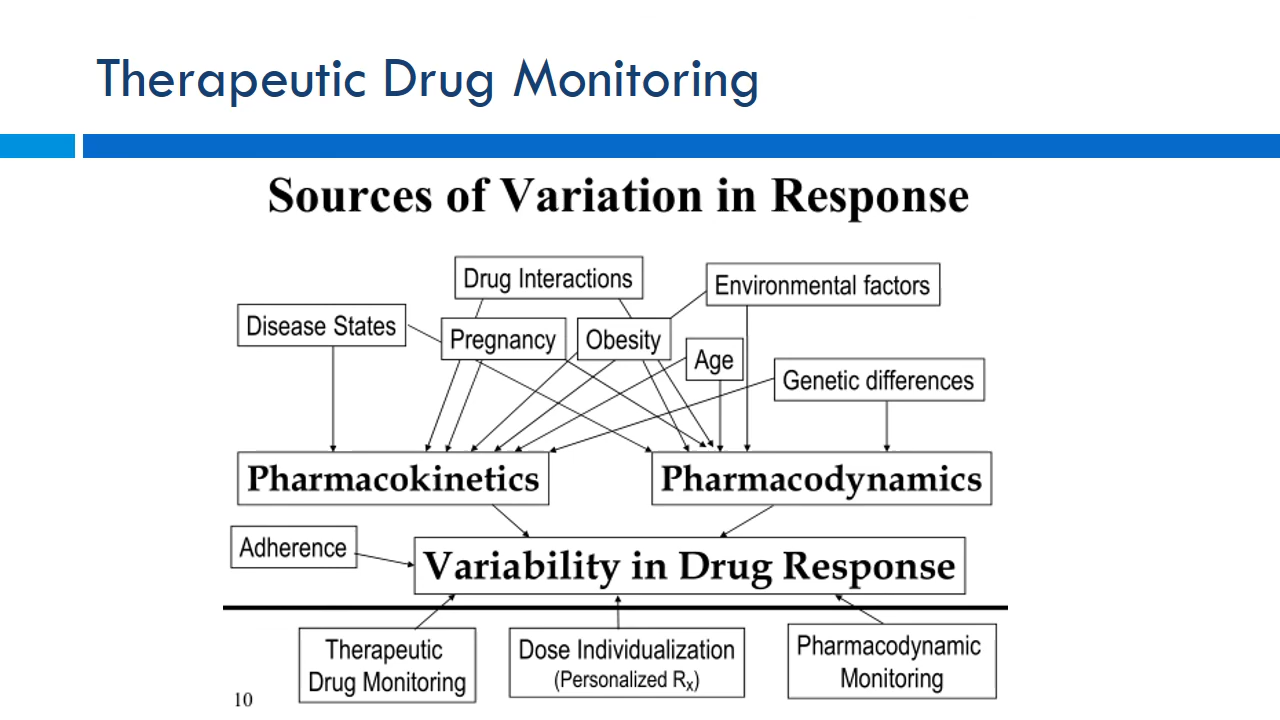 Therapeutic Drug Monitoring
Sources of Variation in Response
Drug Interactions
Environmental factors
Disease States
Pregnancy
Obesity
Age
Genetic differences
Pharmacokinetics
Pharmacodynamics
Adherence
Variability in Drug Response
Therapeutic
Drug Monitoring
Dose Individualization
(Personalized Rx)
Pharmacodynamic
Monitoring
10